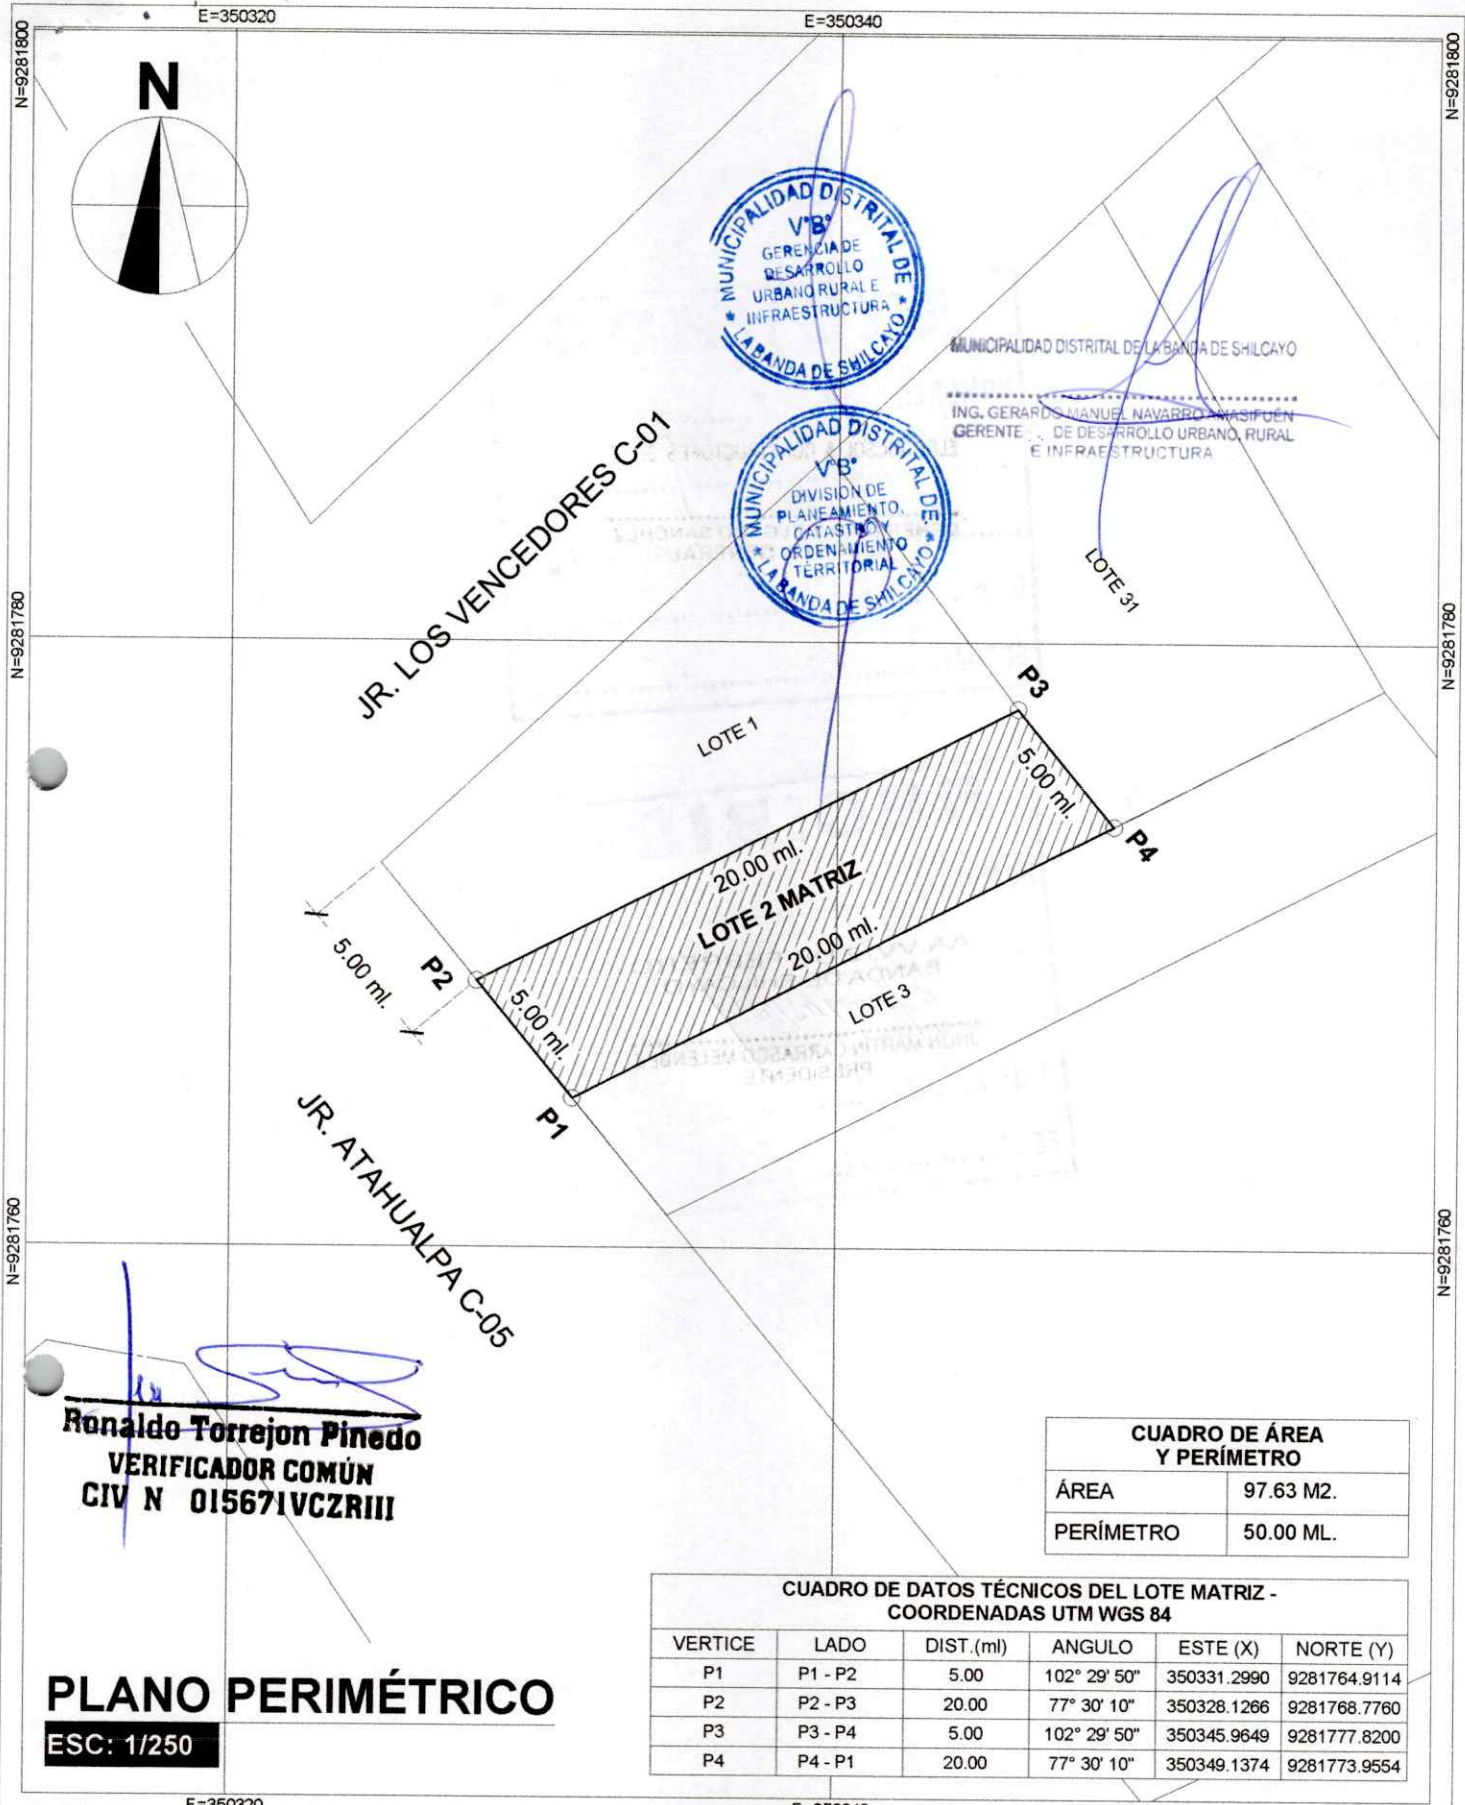 E=350320 E=350340
N=9281800 N=9281800
N
MUNICIPALIDAD DISTRITAL DE
V°B°
GERENCIA DE
DESARROLLO
URBANO RURAL E
INFRAESTRUCTURA
* LA BANDA DE SHILCAYO *
MUNICIPALIDAD DISTRITAL DE LA BANDA DE SHILCAYO
ING. GERARDO MANUEL NAVARRO AMASIFUÉN
GERENTE DE DESARROLLO URBANO, RURAL
E INFRAESTRUCTURA
MUNICIPALIDAD DISTRITAL DE
V°B°
DIVISIÓN DE
PLANEAMIENTO,
CATASTRO Y
ORDENAMIENTO
TERRITORIAL
* LA BANDA DE SHILCAYO *
JR. LOS VENCEDORES C-01
LOTE 31
N=9281780 N=9281780
P3
LOTE 1
5.00 ml.
P4
20.00 ml.
LOTE 2 MATRIZ
20.00 ml.
5.00 ml.
P2
5.00 ml.
LOTE 3
P1
JR. ATAHUALPA C-05
N=9281760 N=9281760
Ronaldo Torrejon Pinedo
VERIFICADOR COMÚN
CIV N 015671VCZRIII
CUADRO DE ÁREA
Y PERÍMETRO
ÁREA 97.63 M2.
PERÍMETRO 50.00 ML.
CUADRO DE DATOS TÉCNICOS DEL LOTE MATRIZ -
COORDENADAS UTM WGS 84
VERTICE LADO DIST.(ml) ANGULO ESTE (X) NORTE (Y)
P1 P1 - P2 5.00 102° 29' 50" 350331.2990 9281764.9114
P2 P2 - P3 20.00 77° 30' 10" 350328.1266 9281768.7760
P3 P3 - P4 5.00 102° 29' 50" 350345.9649 9281777.8200
P4 P4 - P1 20.00 77° 30' 10" 350349.1374 9281773.9554
PLANO PERIMÉTRICO
ESC: 1/250
E=350320